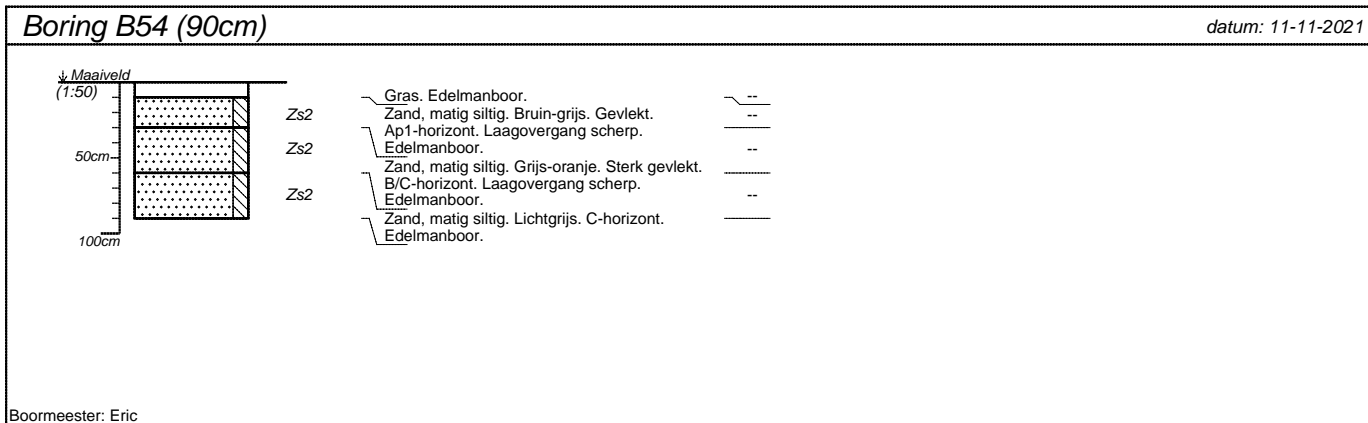 Boring B54 (90cm)
datum: 11-11-2021
Maaiveld
(1:50)
Gras. Edelmanboor.
--
Zs2
Zand, matig siltig. Bruin-grijs. Gevlekt.
--
Ap1-horizont. Laagovergang scherp.
Edelmanboor.
50cm
Zs2
--
Zand, matig siltig. Grijs-oranje. Sterk gevlekt.
B/C-horizont. Laagovergang scherp.
Edelmanboor.
Zs2
--
Zand, matig siltig. Lichtgrijs. C-horizont.
Edelmanboor.
100cm
Boormeester: Eric